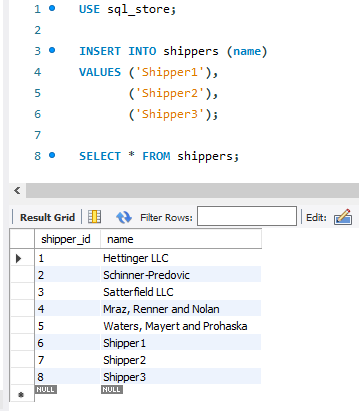 1 USE sql_store;
2
3 INSERT INTO shippers (name)
4 VALUES ('Shipper1'),
5 ('Shipper2'),
6 ('Shipper3');
7
8 SELECT * FROM shippers;
Result Grid Filter Rows: Edit:
shipper_id name
1 Hettinger LLC
2 Schinner-Predovic
3 Satterfield LLC
4 Mraz, Renner and Nolan
5 Waters, Mayert and Prohaska
6 Shipper1
7 Shipper2
8 Shipper3
NULL NULL